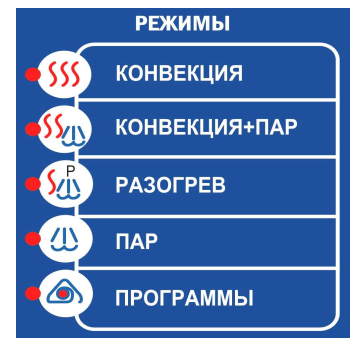 РЕЖИМЫ
КОНВЕКЦИЯ
КОНВЕКЦИЯ+ПАР
P
РАЗОГРЕВ
ПАР
ПРОГРАММЫ